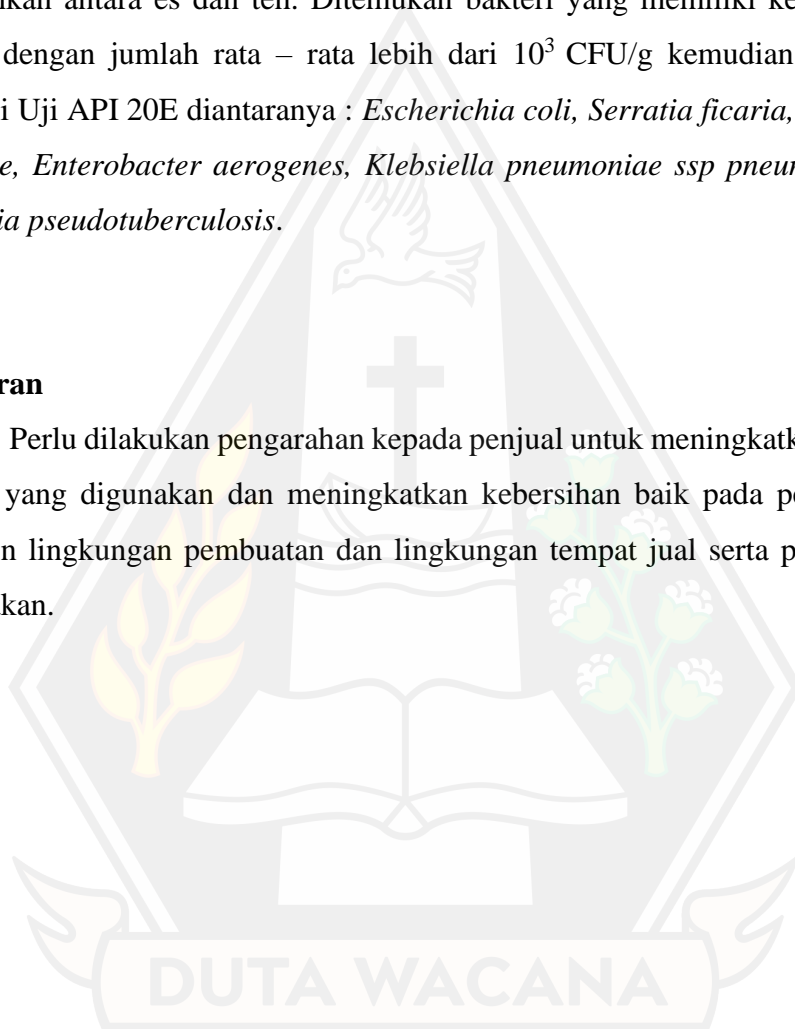 kan antara es dan teh. Ditemukan bakteri yang memiliki ke
dengan jumlah rata – rata lebih dari 10³ CFU/g kemudian
i Uji API 20E diantaranya : Escherichia coli, Serratia ficaria,
e, Enterobacter aerogenes, Klebsiella pneumoniae ssp pneum
ia pseudotuberculosis.
ran
Perlu dilakukan pengarahan kepada penjual untuk meningkatk
yang digunakan dan meningkatkan kebersihan baik pada pe
n lingkungan pembuatan dan lingkungan tempat jual serta p
akan.
DUTA WACANA